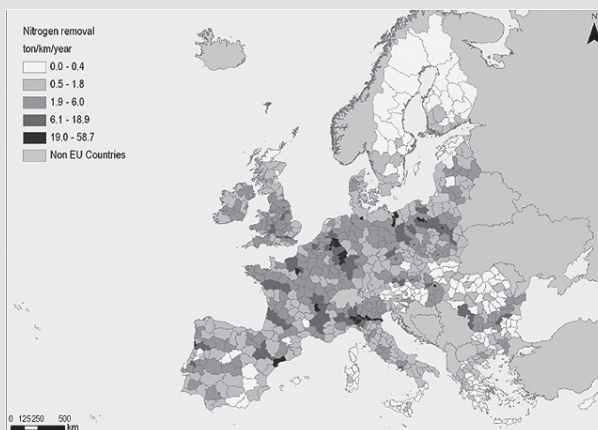 Nitrogen removal
ton/km/year
0.0 - 0.4
0.5 - 1.8
1.9 - 6.0
6.1 - 18.9
19.0 - 58.7
Non EU Countries
N
0 125250 500
km